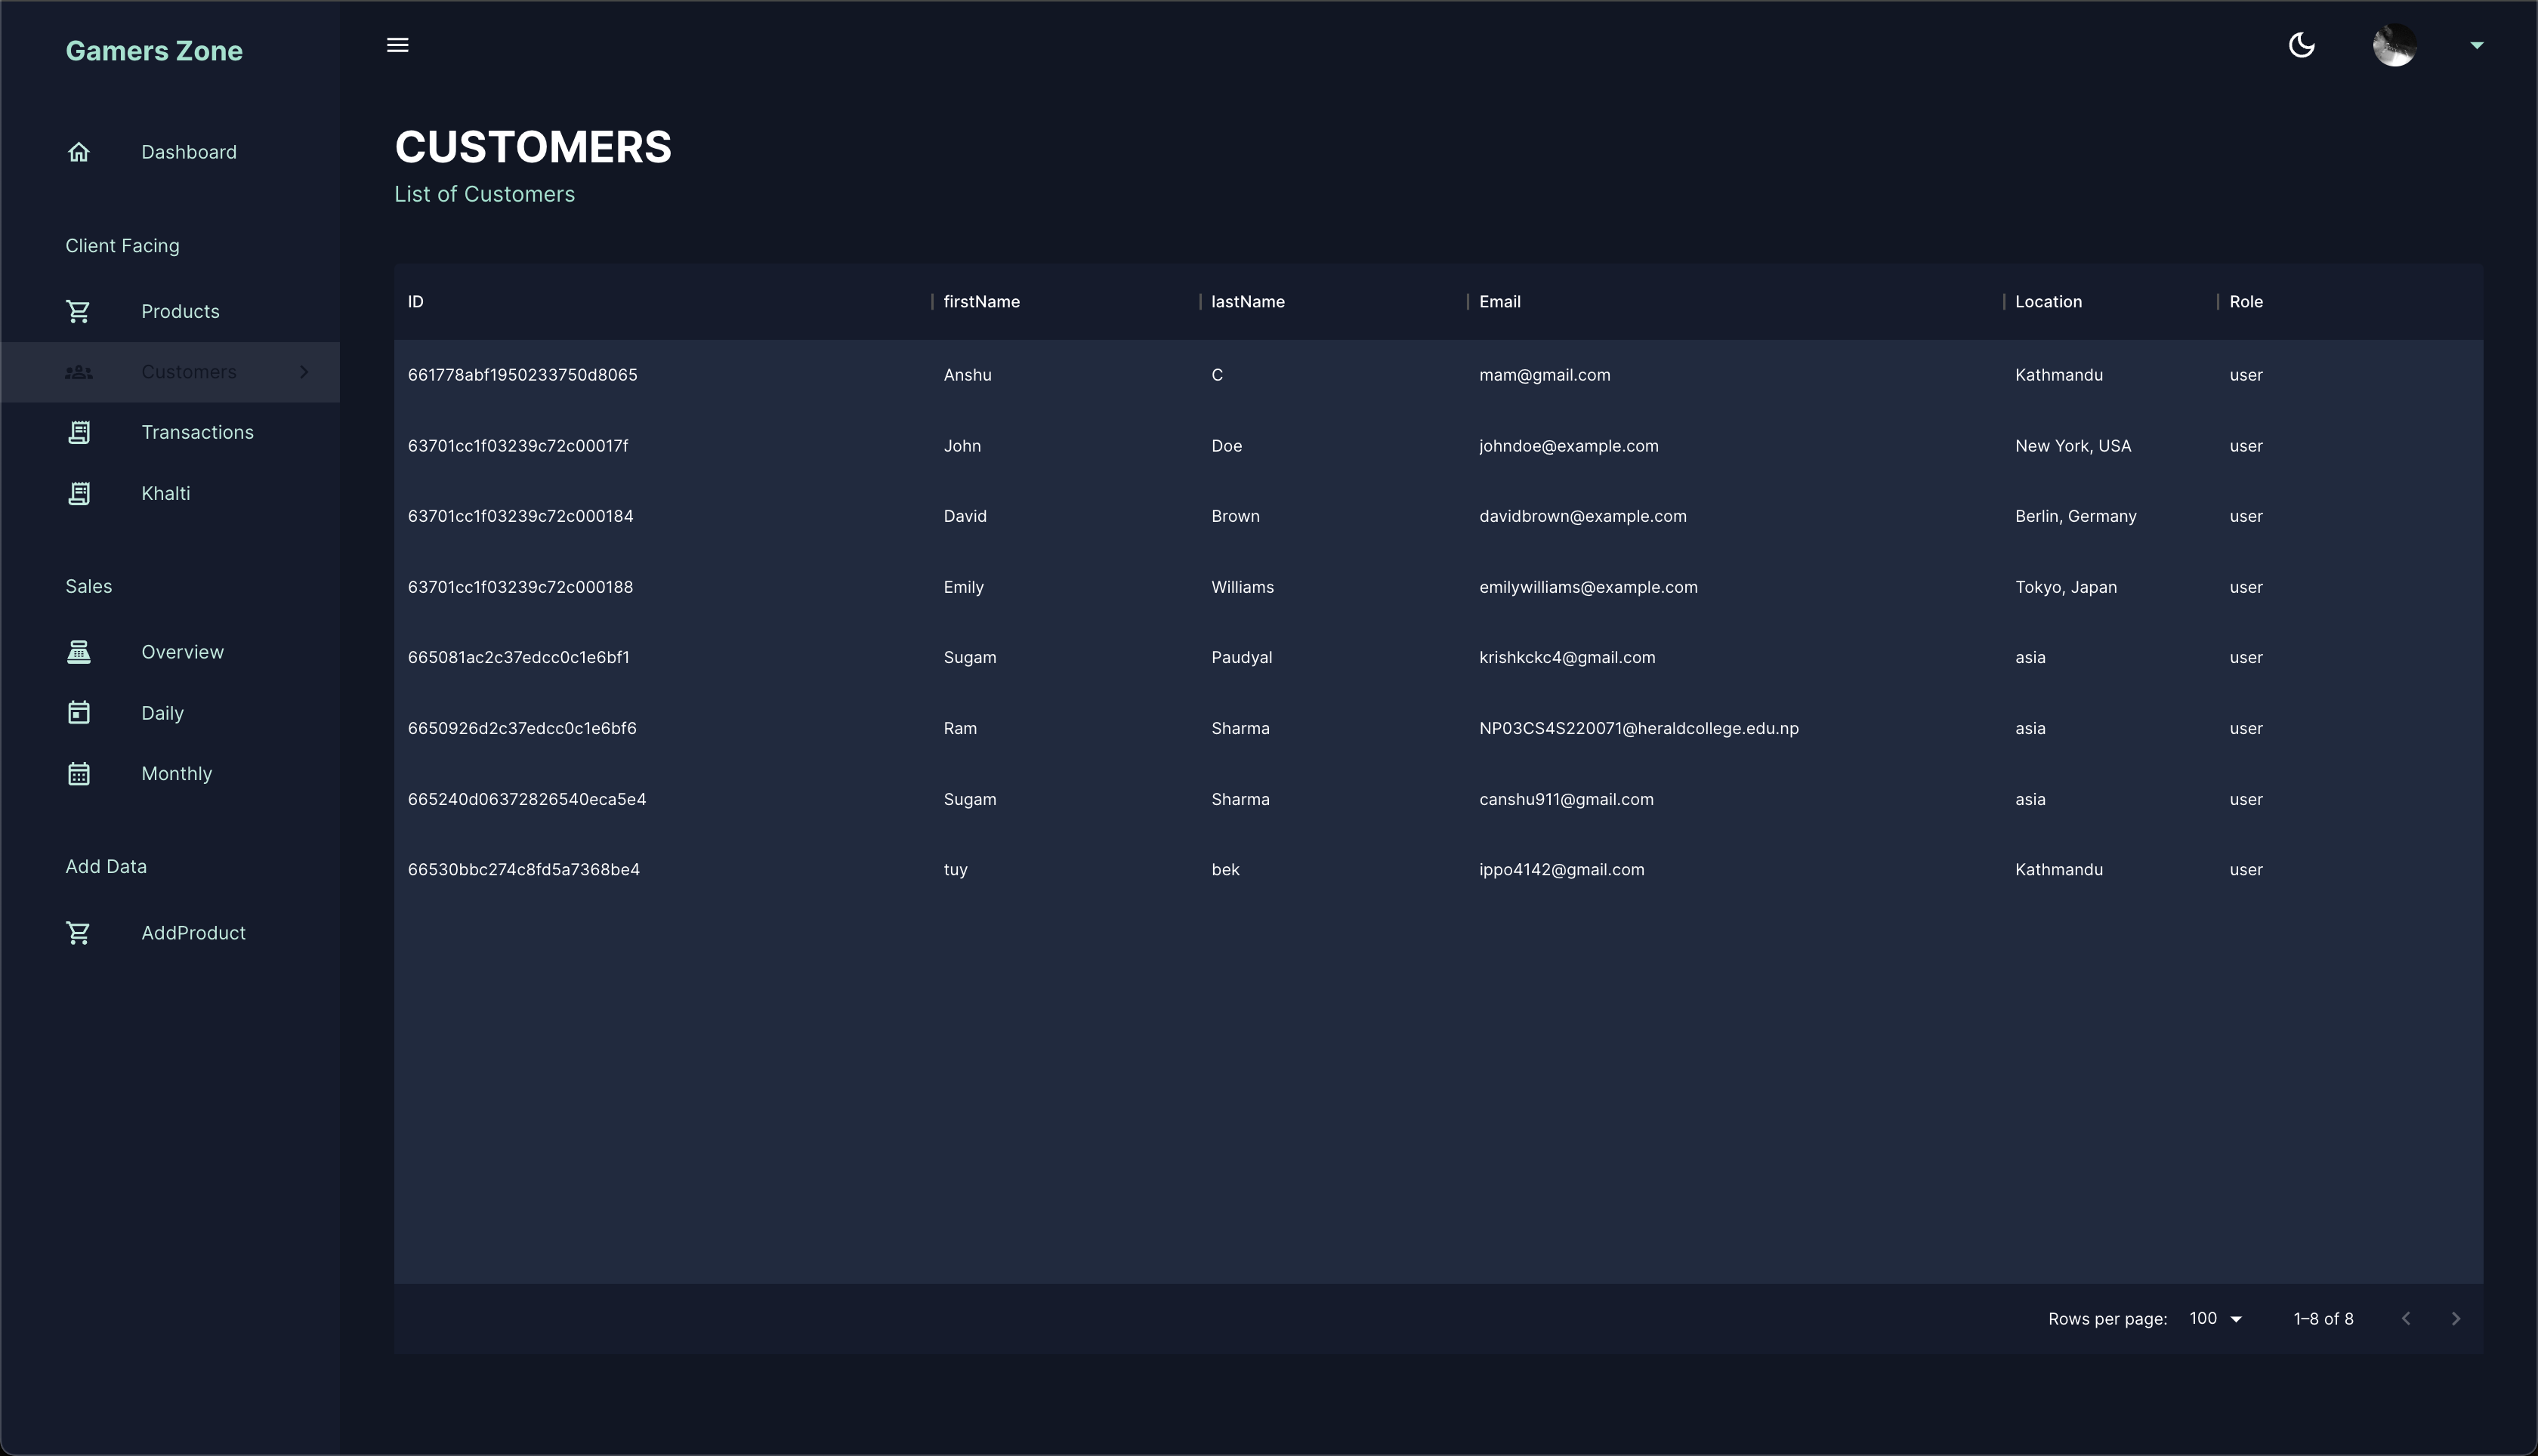 Gamers Zone
Dashboard
Client Facing
Products
Customers
Transactions
Khalti
Sales
Overview
Daily
Monthly
Add Data
AddProduct
CUSTOMERS
List of Customers
ID firstName lastName Email Location Role
661778abf1950233750d8065 Anshu C mam@gmail.com Kathmandu user
63701cc1f03239c72c00017f John Doe johndoe@example.com New York, USA user
63701cc1f03239c72c000184 David Brown davidbrown@example.com Berlin, Germany user
63701cc1f03239c72c000188 Emily Williams emilywilliams@example.com Tokyo, Japan user
665081ac2c37edcc0c1e6bf1 Sugam Paudyal krishkckc4@gmail.com asia user
6650926d2c37edcc0c1e6bf6 Ram Sharma NP03CS4S220071@heraldcollege.edu.np asia user
665240d06372826540eca5e4 Sugam Sharma canshu911@gmail.com asia user
66530bbc274c8fd5a7368be4 tuy bek ippo4142@gmail.com Kathmandu user
Rows per page: 100 1–8 of 8